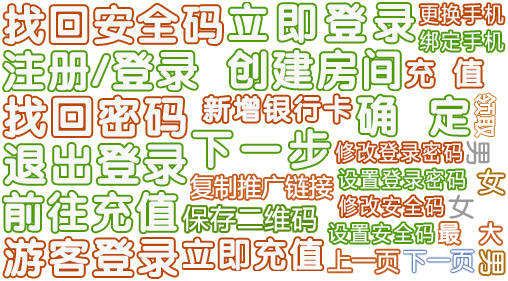 找回安全码 立即登录 更换手机
绑定手机
注册/登录 创建房间 充 值
找回密码 新增银行卡 确 定 获取
退出登录 下一步 修改登录密码 男
复制推广链接 设置登录密码 女
前往充值 保存二维码 修改安全码 女
设置安全码 最 大
游客登录 立即充值 上一页 下一页 男